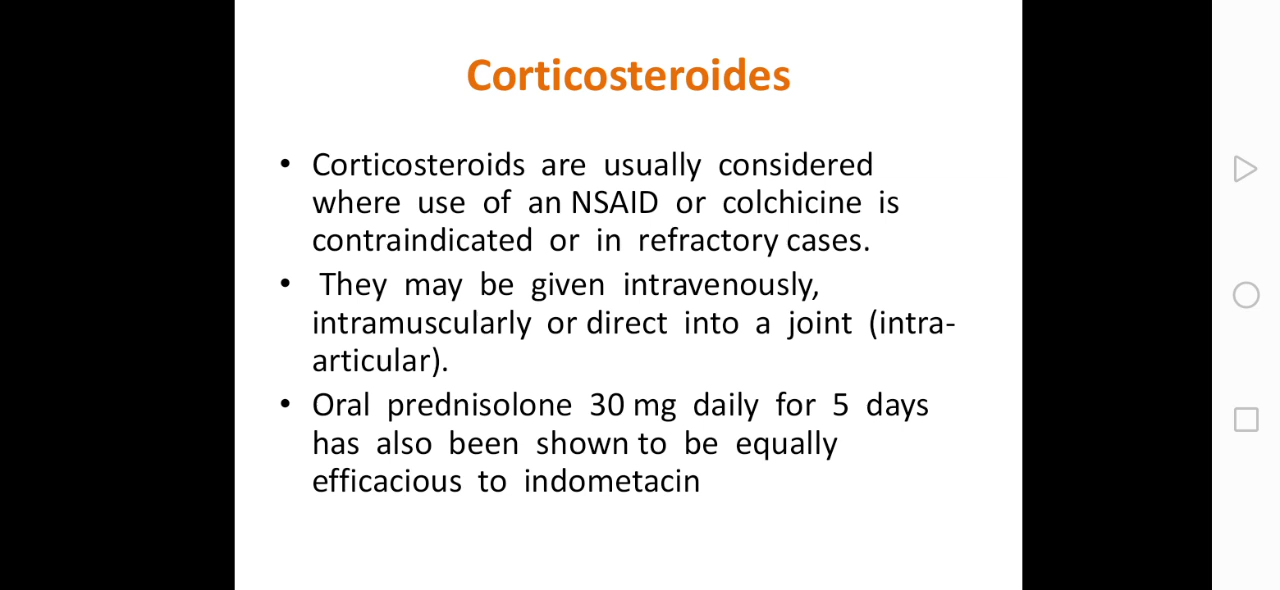 Corticosteroides
• Corticosteroids are usually considered
where use of an NSAID or colchicine is
contraindicated or in refractory cases.
• They may be given intravenously,
intramuscularly or direct into a joint (intra-
articular).
• Oral prednisolone 30 mg daily for 5 days
has also been shown to be equally
efficacious to indometacin